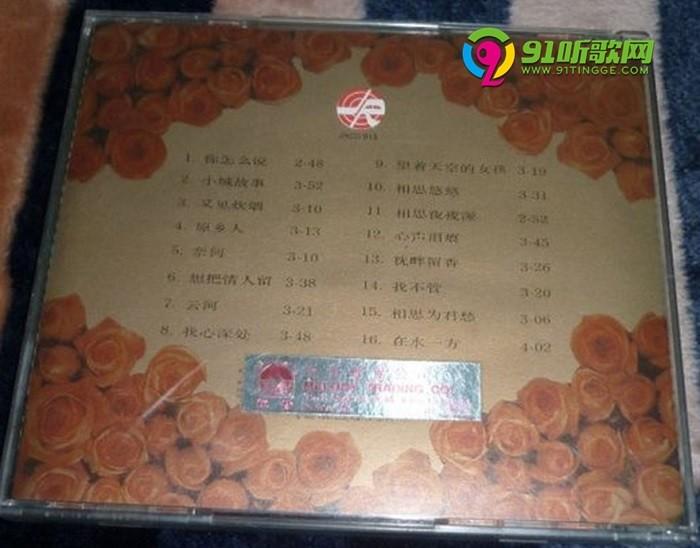 91听歌网
WWW.91TINGGE.COM
1. 你怎么说 2-48
2. 小城故事 3-52
3. 又见炊烟 3-10
4. 原乡人 3-13
5. 奈何 3-10
6. 想把情人留 3-38
7. 云河 3-21
8. 我心深处 3-48
9. 望着天空的女孩 3-19
10. 相思悠悠 3-31
11. 相思夜夜深 2-52
12. 心声泪痕 3-45
13. 枕畔留香 3-26
14. 我不管 3-20
15. 相思为君愁 3-06
16. 在水一方 4-02
TRADING CO.